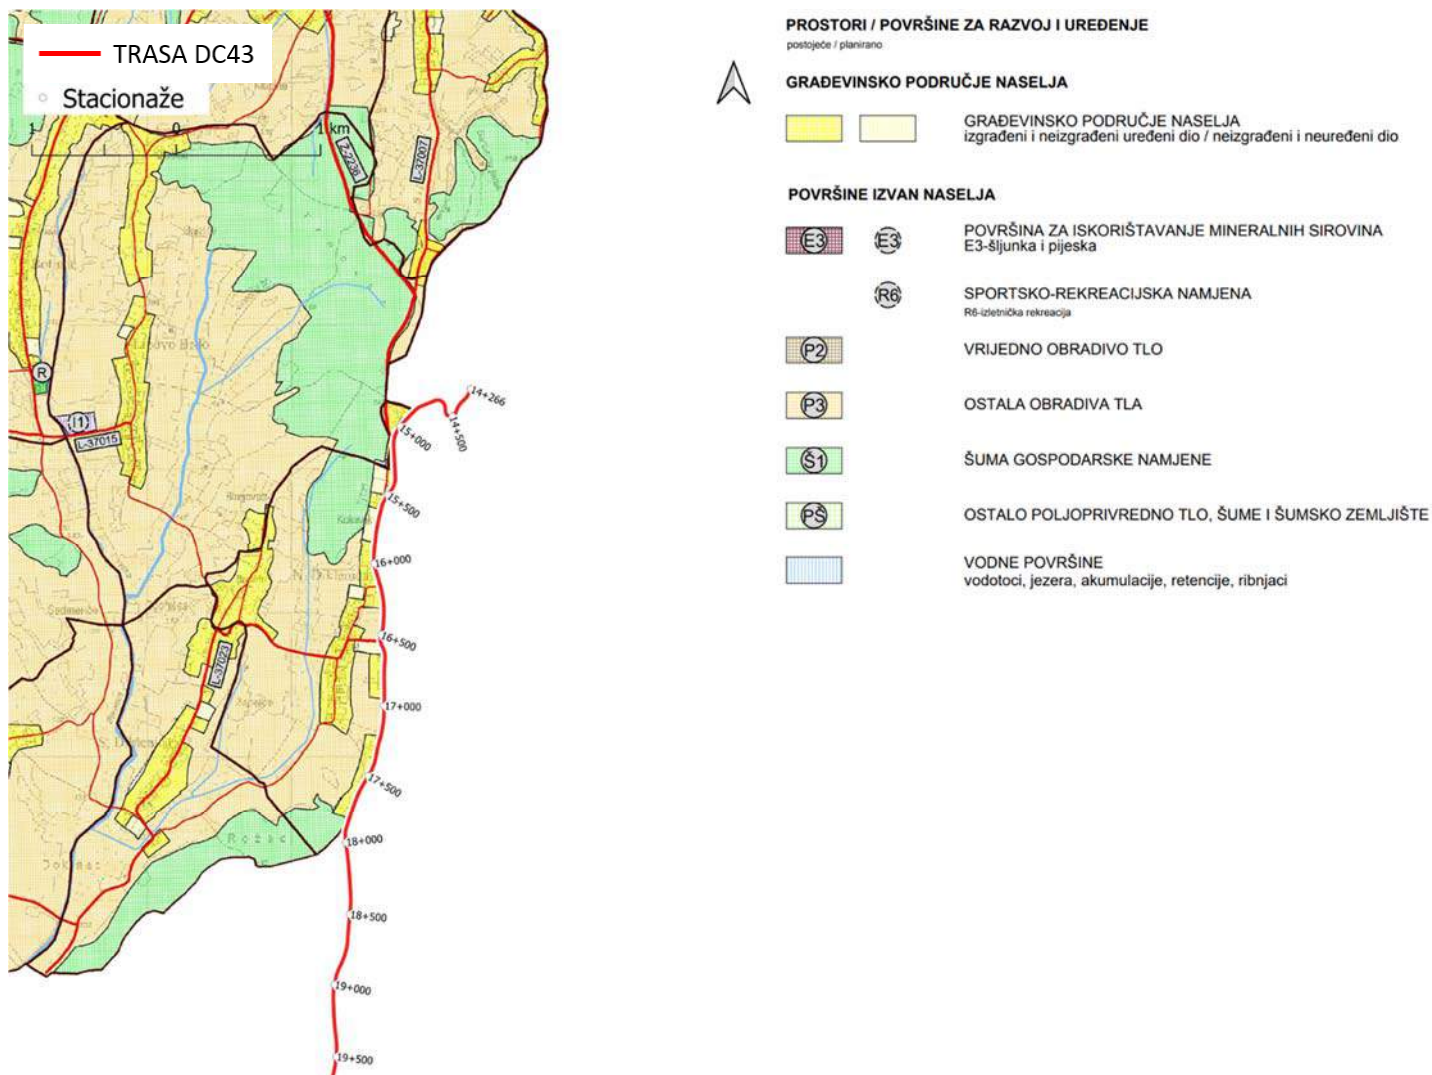 TRASA DC43
Stacionaže
1 0 1 km
Z-2236
L-37007
R
I1
L-37015
14+266
14+500
15+000
15+500
16+000
16+500
L-37023
17+000
17+500
18+000
18+500
19+000
19+500
PROSTORI / POVRŠINE ZA RAZVOJ I UREĐENJE
postojeće / planirano
GRAĐEVINSKO PODRUČJE NASELJA
GRAĐEVINSKO PODRUČJE NASELJA
izgrađeni i neizgrađeni uređeni dio / neizgrađeni i neuređeni dio
POVRŠINE IZVAN NASELJA
E3 E3 POVRŠINA ZA ISKORIŠTAVANJE MINERALNIH SIROVINA
E3-šljunka i pijeska
R6 SPORTSKO-REKREACIJSKA NAMJENA
R6-izletnička rekreacija
P2 VRIJEDNO OBRADIVO TLO
P3 OSTALA OBRADIVA TLA
Š1 ŠUMA GOSPODARSKE NAMJENE
PŠ OSTALO POLJOPRIVREDNO TLO, ŠUME I ŠUMSKO ZEMLJIŠTE
VODNE POVRŠINE
vodotoci, jezera, akumulacije, retencije, ribnjaci